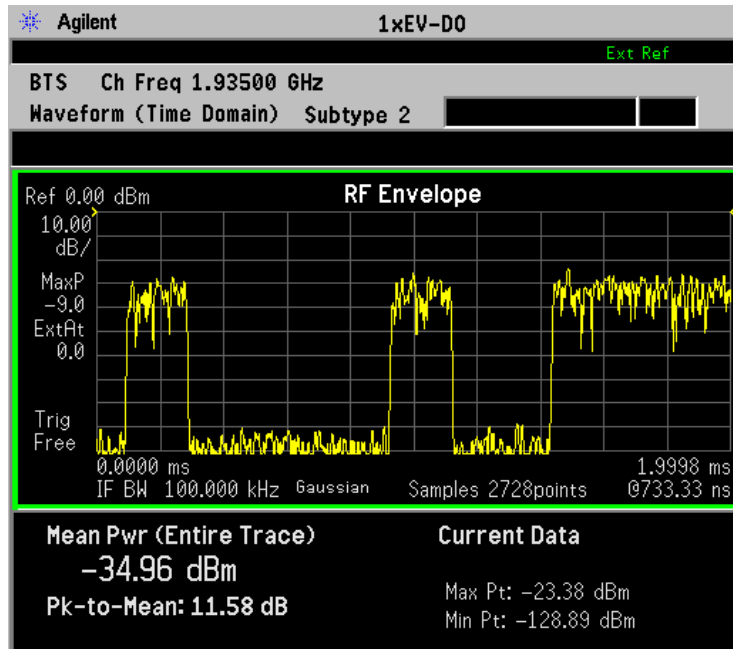 Agilent 1xEV-DO
Ext Ref
BTS Ch Freq 1.93500 GHz
Waveform (Time Domain) Subtype 2
Ref 0.00 dBm RF Envelope
10.00
dB/
MaxP
-9.0
ExtAt
0.0
Trig
Free
0.0000 ms 1.9998 ms
IF BW 100.000 kHz Gaussian Samples 2728points @733.33 ns
Mean Pwr (Entire Trace) Current Data
-34.96 dBm
Max Pt: -23.38 dBm
Pk-to-Mean: 11.58 dB
Min Pt: -128.89 dBm